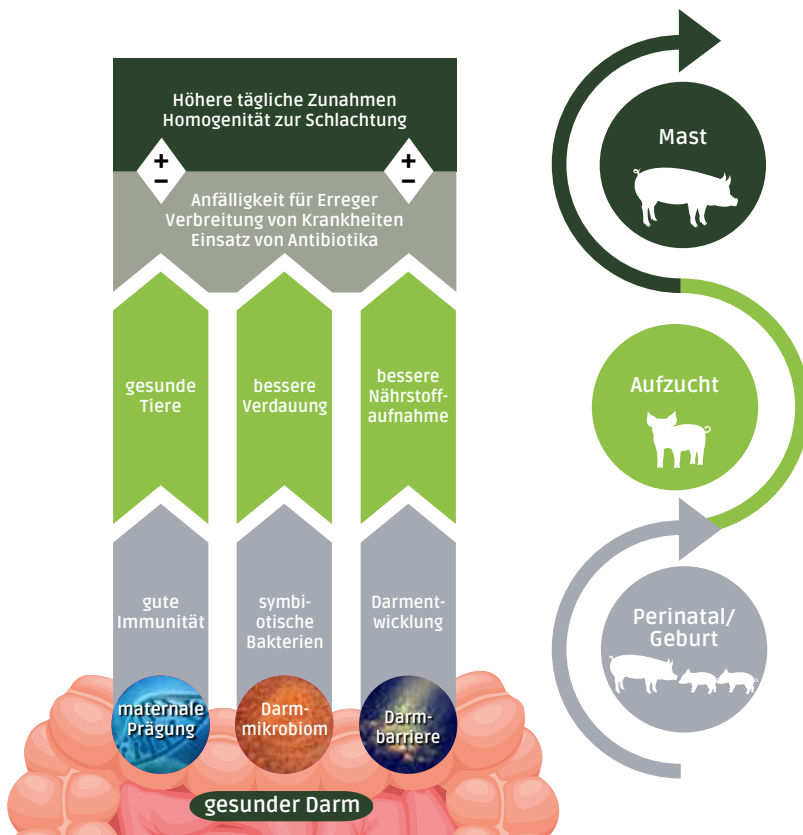 Höhere tägliche Zunahmen
Homogenität zur Schlachtung
+
−
+
−
Anfälligkeit für Erreger
Verbreitung von Krankheiten
Einsatz von Antibiotika
gesunde
Tiere
bessere
Verdauung
bessere
Nährstoff-
aufnahme
gute
Immunität
symbi-
otische
Bakterien
Darment-
wicklung
maternale
Prägung
Darm-
mikrobiom
Darm-
barriere
gesunder Darm
Mast
Aufzucht
Perinatal/
Geburt